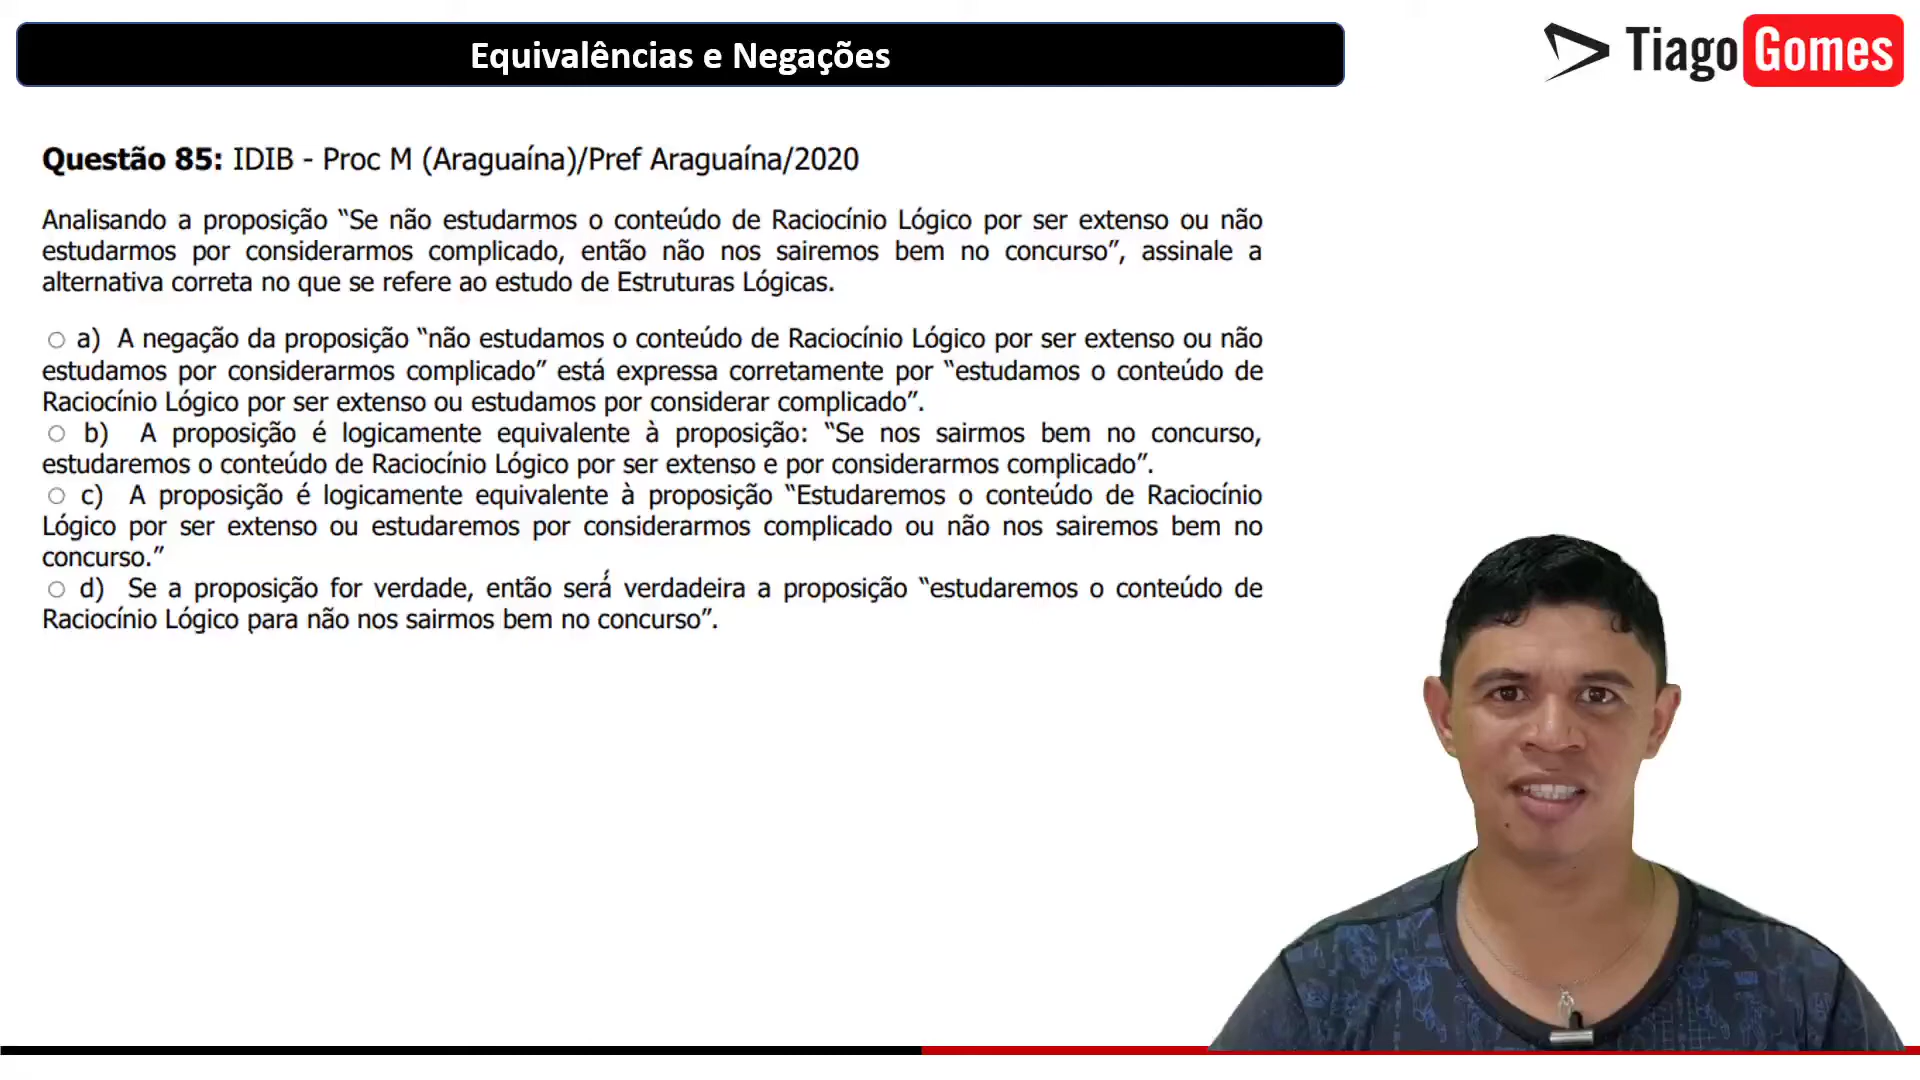 Equivalências e Negações
Tiago Gomes
Questão 85: IDIB - Proc M (Araguaína)/Pref Araguaína/2020
Analisando a proposição “Se não estudarmos o conteúdo de Raciocínio Lógico por ser extenso ou não
estudarmos por considerarmos complicado, então não nos sairemos bem no concurso”, assinale a
alternativa correta no que se refere ao estudo de Estruturas Lógicas.
a) A negação da proposição “não estudamos o conteúdo de Raciocínio Lógico por ser extenso ou não
estudamos por considerarmos complicado” está expressa corretamente por “estudamos o conteúdo de
Raciocínio Lógico por ser extenso ou estudamos por considerar complicado”.
b) A proposição é logicamente equivalente à proposição: “Se nos sairmos bem no concurso,
estudaremos o conteúdo de Raciocínio Lógico por ser extenso e por considerarmos complicado”.
c) A proposição é logicamente equivalente à proposição “Estudaremos o conteúdo de Raciocínio
Lógico por ser extenso ou estudaremos por considerarmos complicado ou não nos sairemos bem no
concurso.”
d) Se a proposição for verdade, então será verdadeira a proposição “estudaremos o conteúdo de
Raciocínio Lógico para não nos sairmos bem no concurso”.